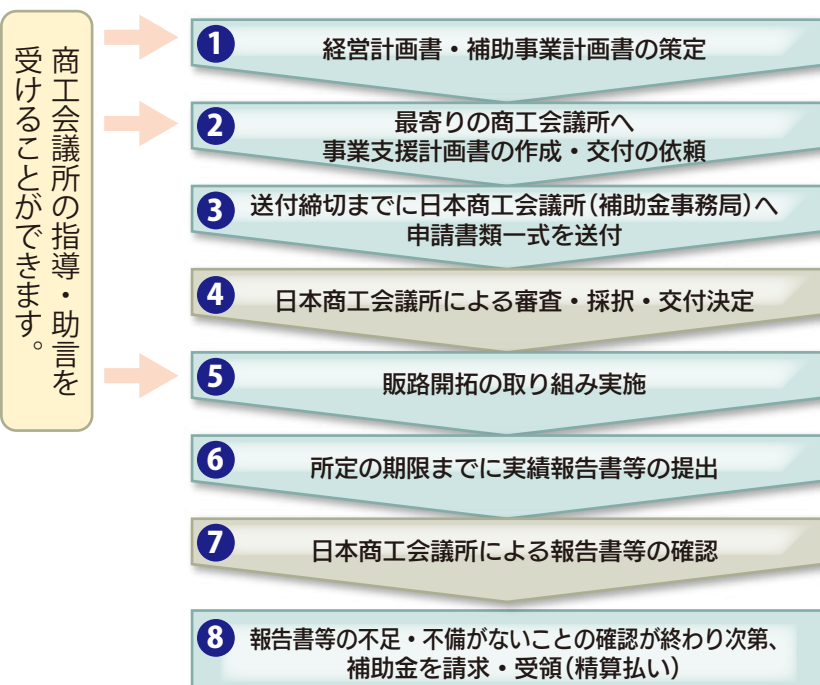 商工会議所の指導・助言を
受けることができます。
1 経営計画書・補助事業計画書の策定
2 最寄りの商工会議所へ
事業支援計画書の作成・交付の依頼
3 送付締切までに日本商工会議所(補助金事務局)へ
申請書類一式を送付
4 日本商工会議所による審査・採択・交付決定
5 販路開拓の取り組み実施
6 所定の期限までに実績報告書等の提出
7 日本商工会議所による報告書等の確認
8 報告書等の不足・不備がないことの確認が終わり次第、
補助金を請求・受領(精算払い)